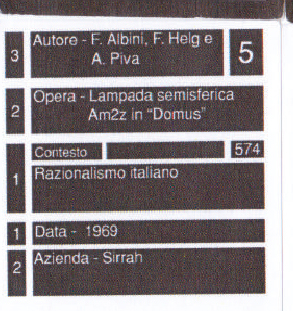 3 Autore - F. Albini, F. Helg e 5
A. Piva
2 Opera - Lampada semisferica
Am2z in "Domus"
Contesto 574
1 Razionalismo italiano
1 Data - 1969
2 Azienda - Sirrah